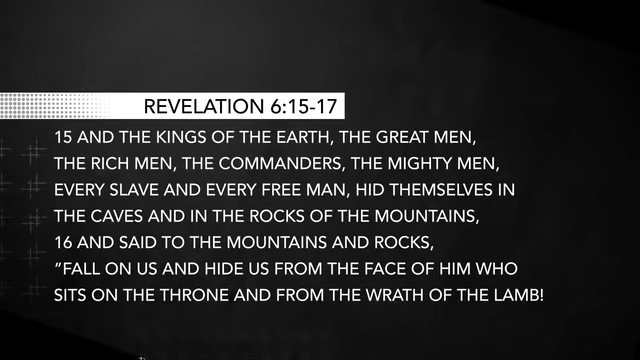 REVELATION 6:15-17
15 AND THE KINGS OF THE EARTH, THE GREAT MEN,
THE RICH MEN, THE COMMANDERS, THE MIGHTY MEN,
EVERY SLAVE AND EVERY FREE MAN, HID THEMSELVES IN
THE CAVES AND IN THE ROCKS OF THE MOUNTAINS,
16 AND SAID TO THE MOUNTAINS AND ROCKS,
“FALL ON US AND HIDE US FROM THE FACE OF HIM WHO
SITS ON THE THRONE AND FROM THE WRATH OF THE LAMB!